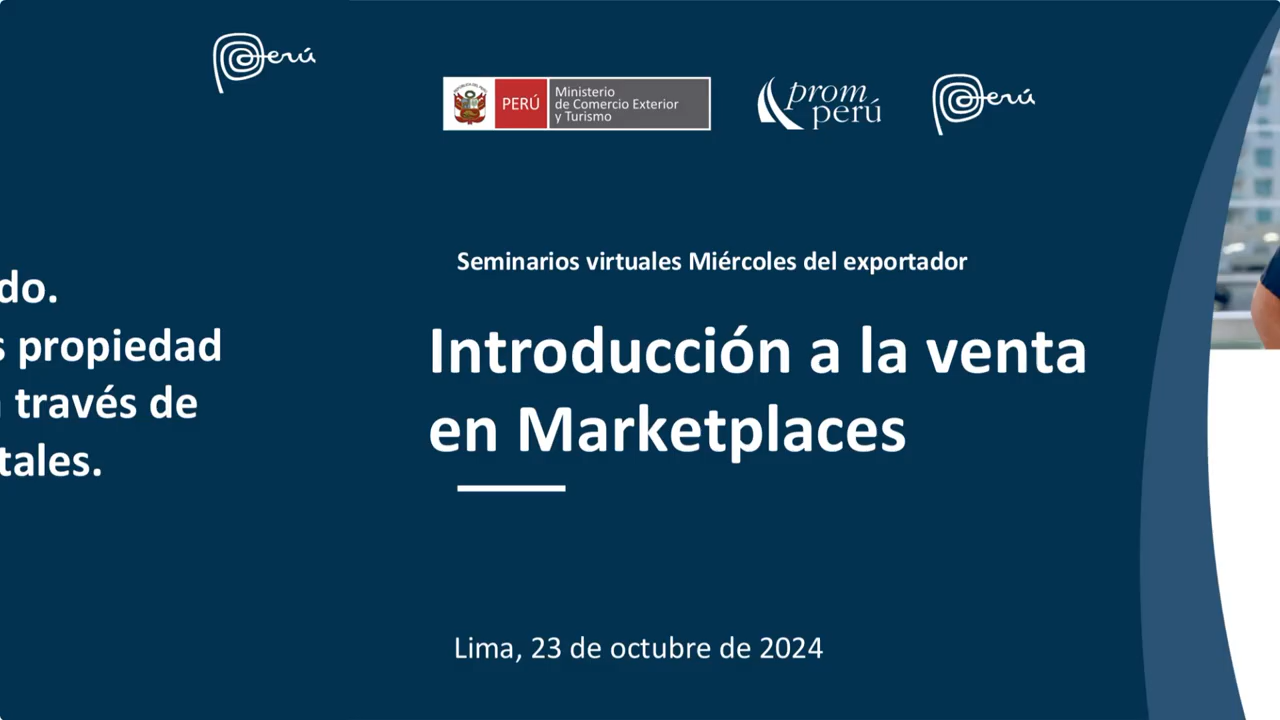 Perú
PERÚ
Ministerio
de Comercio Exterior
y Turismo
prom
perú
Perú
Seminarios virtuales Miércoles del exportador
do.
propiedad
través de
tales.
Introducción a la venta
en Marketplaces
Lima, 23 de octubre de 2024